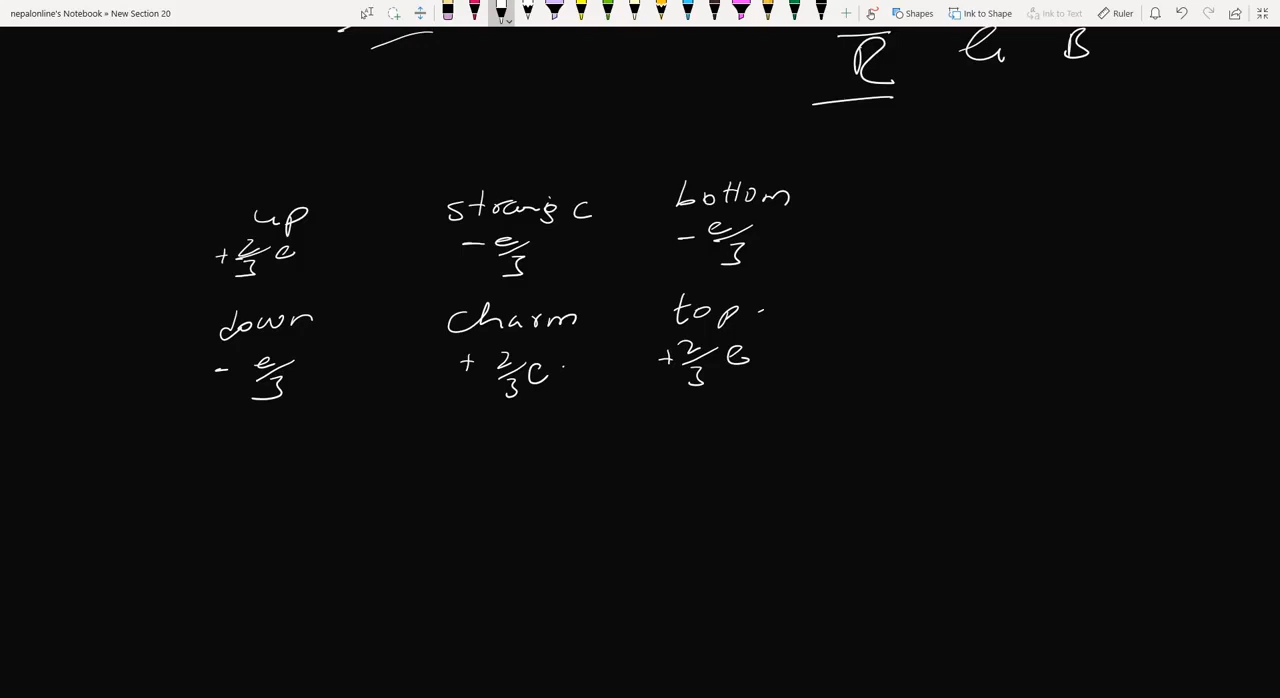 nepalonline's Notebook » New Section 20
Shapes Ink to Shape Ink to Text Ruler
R G B
up strange bottom
+2/3 e - e/3 - e/3
down charm top
- e/3 + 2/3 e +2/3 e